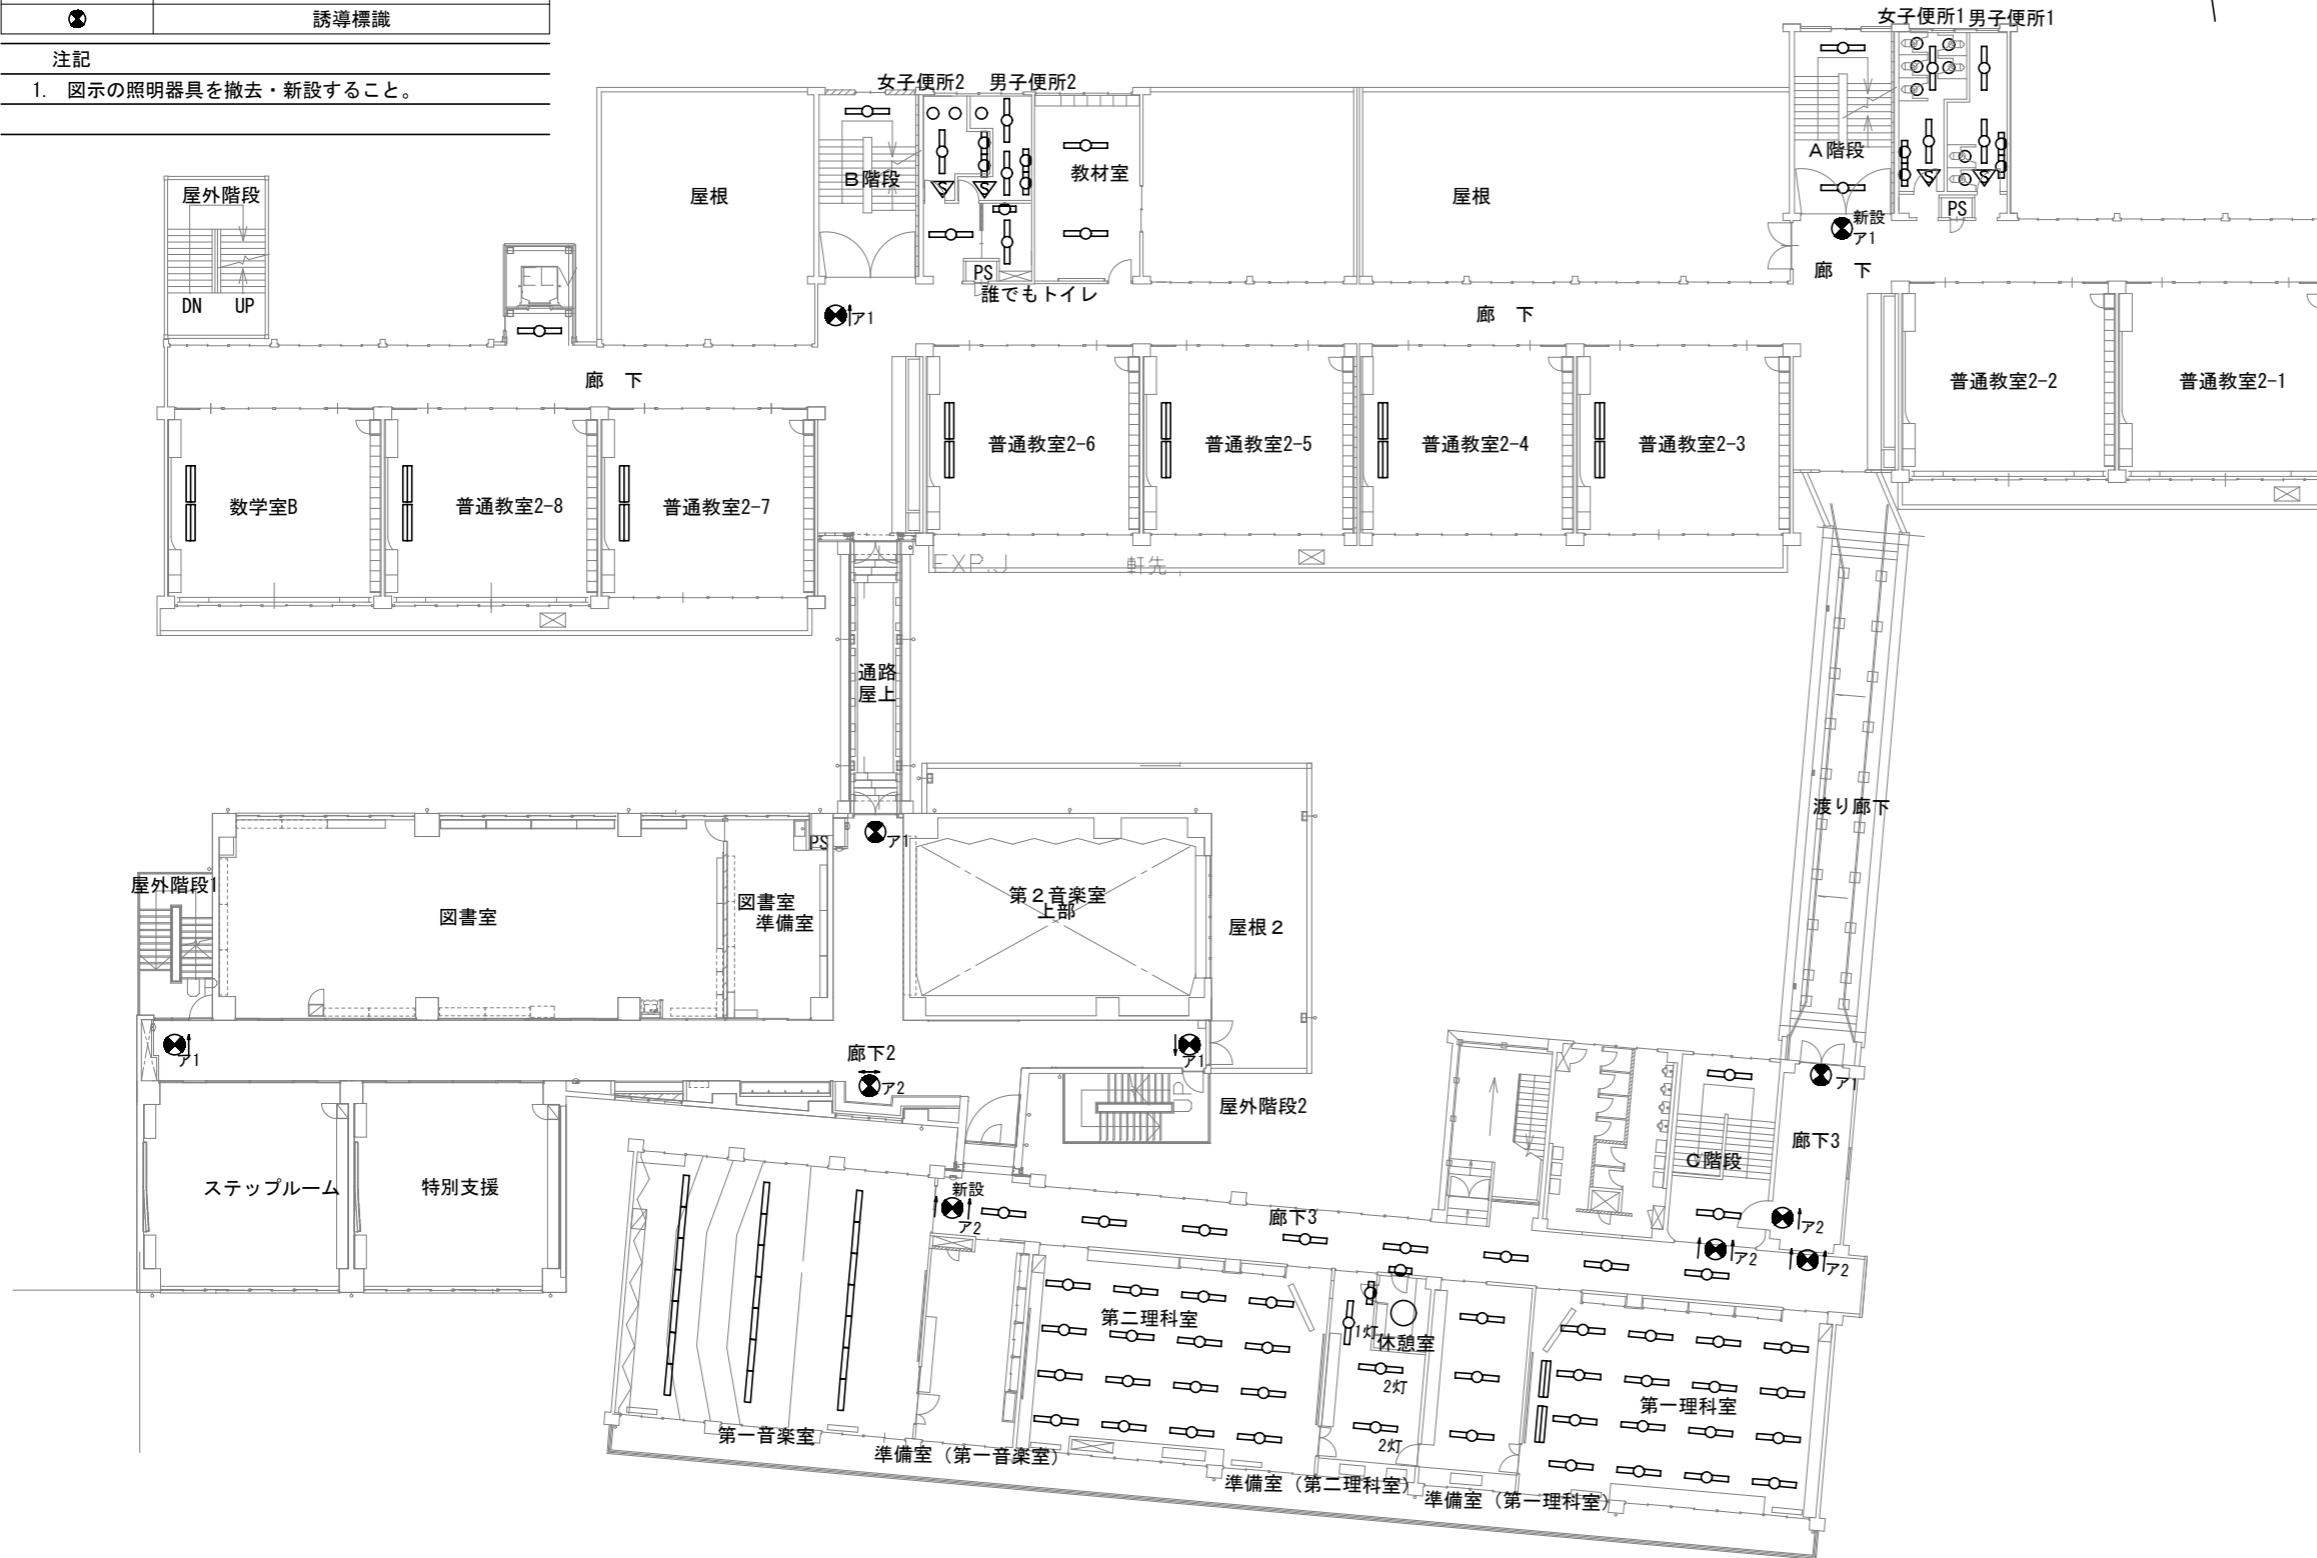 誘導標識
注記
1. 図示の照明器具を撤去・新設すること。
女子便所1 男子便所1
女子便所2 男子便所2
屋外階段
DN UP
屋根
B階段
S S
教材室
屋根
A階段
S S
PS
新設
ア1
PS
誰でもトイレ
ア1
廊 下
廊 下
廊 下
普通教室2-2
普通教室2-1
数学室B
普通教室2-8
普通教室2-7
普通教室2-6
普通教室2-5
普通教室2-4
普通教室2-3
EXP.J
軒先
通路
屋上
渡り廊下
PS
ア1
屋外階段1
図書室
図書室
準備室
第2音楽室
上部
屋根2
ア1
廊下2
ア2
ア1
屋外階段2
ア1
廊下3
C階段
ステップルーム
特別支援
新設
ア2
廊下3
ア2
ア2
ア2
第二理科室
1灯
休憩室
2灯
2灯
第一理科室
第一音楽室
準備室（第一音楽室）
準備室（第二理科室）
準備室（第一理科室）